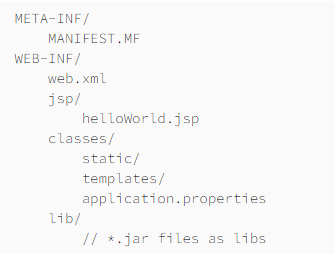 META-INF/
    MANIFEST.MF
WEB-INF/
    web.xml
    jsp/
        helloWorld.jsp
    classes/
        static/
        templates/
        application.properties
    lib/
        // *.jar files as libs